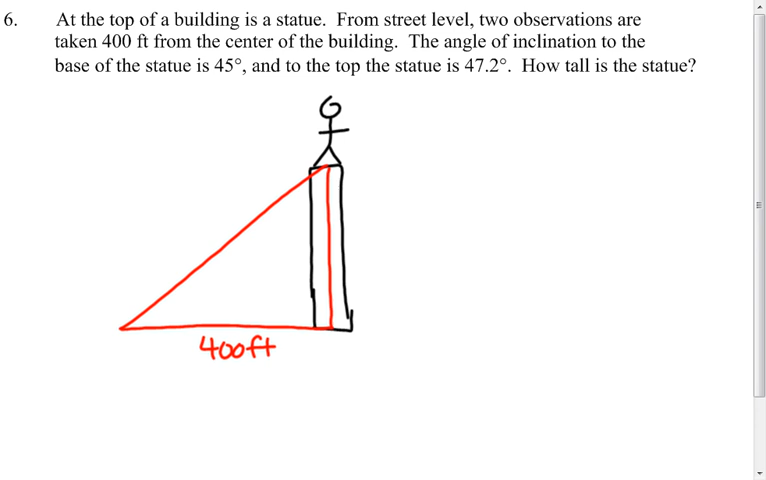 6. At the top of a building is a statue. From street level, two observations are
taken 400 ft from the center of the building. The angle of inclination to the
base of the statue is 45°, and to the top the statue is 47.2°. How tall is the statue?
400ft